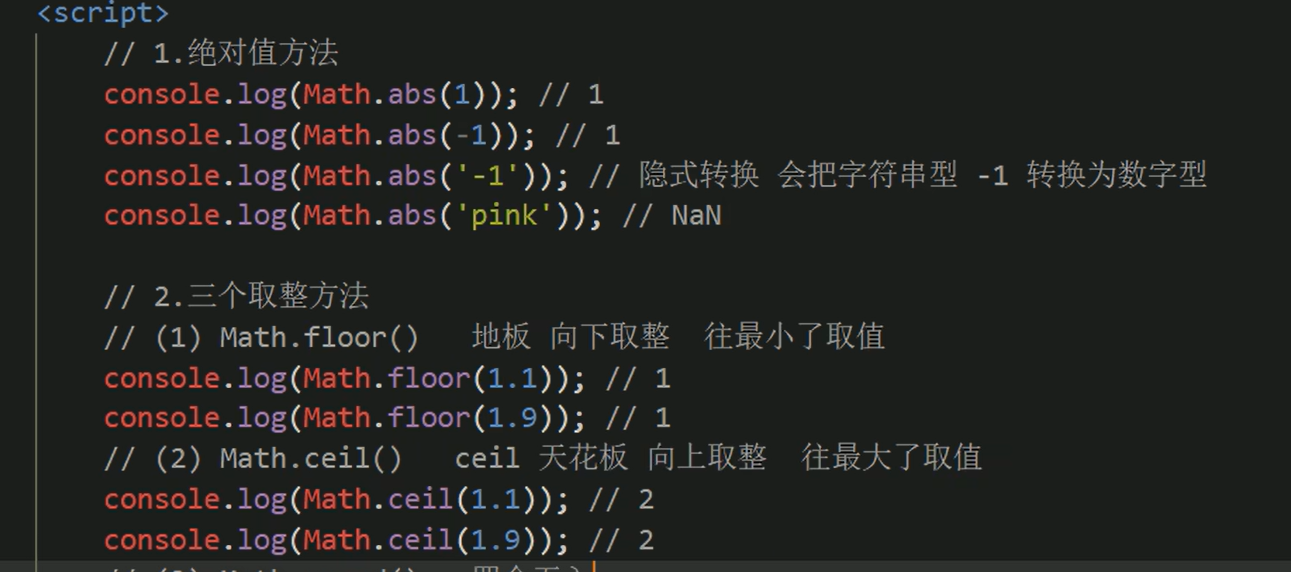 <script>
// 1.绝对值方法
console.log(Math.abs(1)); // 1
console.log(Math.abs(-1)); // 1
console.log(Math.abs('-1')); // 隐式转换 会把字符串型 -1 转换为数字型
console.log(Math.abs('pink')); // NaN
// 2.三个取整方法
// (1) Math.floor() 地板 向下取整 往最小了取值
console.log(Math.floor(1.1)); // 1
console.log(Math.floor(1.9)); // 1
// (2) Math.ceil() ceil 天花板 向上取整 往最大了取值
console.log(Math.ceil(1.1)); // 2
console.log(Math.ceil(1.9)); // 2